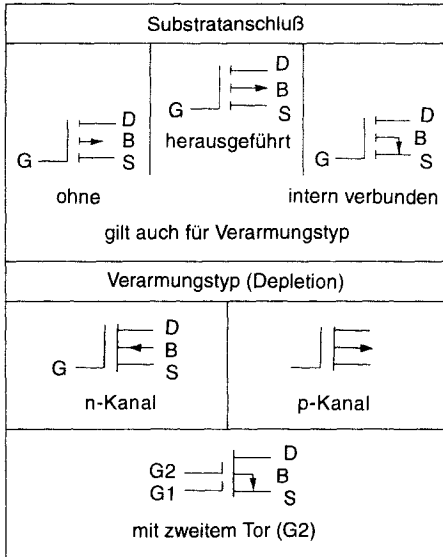 Substratanschluß
D
B
G
S
ohne
D
B
G
S
herausgeführt
D
B
G
S
intern verbunden
gilt auch für Verarmungstyp
Verarmungstyp (Depletion)
D
B
G
S
n-Kanal
p-Kanal
D
G2
B
G1
S
mit zweitem Tor (G2)